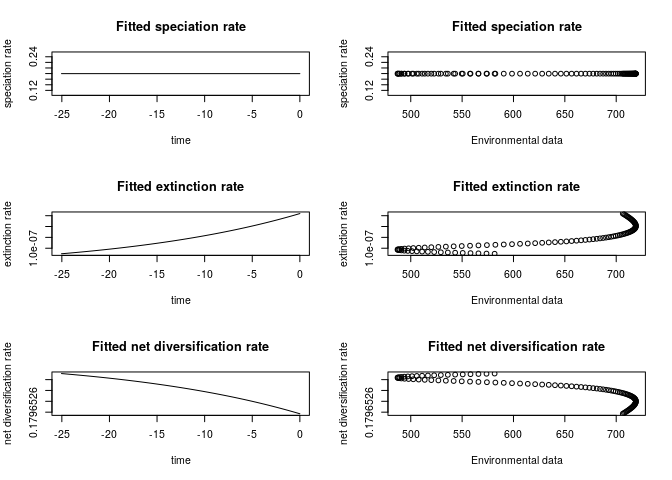 Fitted speciation rate
speciation rate
0.24
0.12
-25 -20 -15 -10 -5 0
time
Fitted speciation rate
speciation rate
0.24
0.12
500 550 600 650 700
Environmental data
Fitted extinction rate
extinction rate
1.0e-07
-25 -20 -15 -10 -5 0
time
Fitted extinction rate
extinction rate
1.0e-07
500 550 600 650 700
Environmental data
Fitted net diversification rate
net diversification rate
0.1796526
-25 -20 -15 -10 -5 0
time
Fitted net diversification rate
net diversification rate
0.1796526
500 550 600 650 700
Environmental data